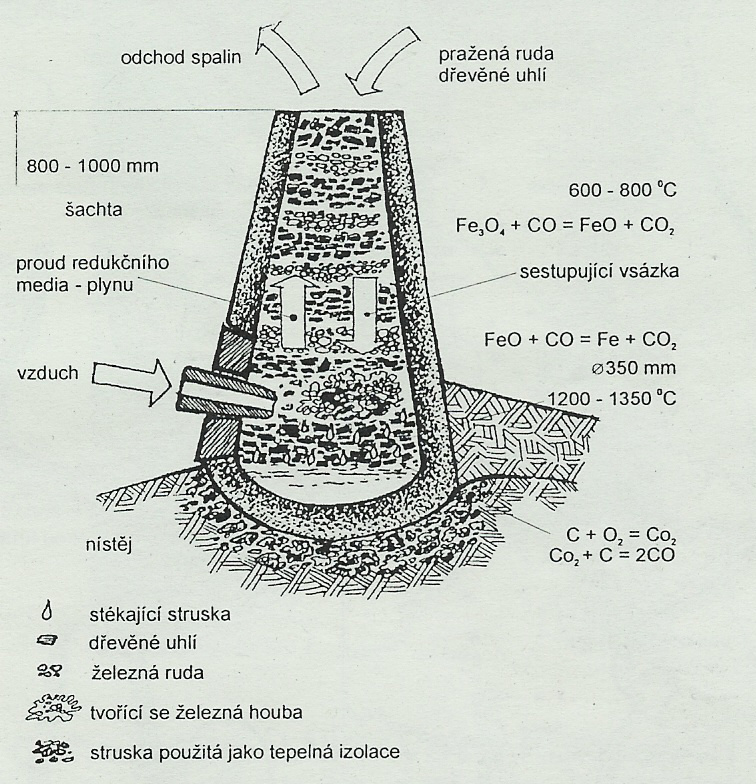 odchod spalin
pražená ruda
dřevěné uhlí
800 - 1000 mm
šachta
600 - 800 °C
Fe₃O₄ + CO = FeO + CO₂
proud redukčního
media - plynu
sestupující vsázka
FeO + CO = Fe + CO₂
⌀350 mm
vzduch
1200 - 1350 °C
C + O₂ = Co₂
Co₂ + C = 2CO
nístěj
stékající struska
dřevěné uhlí
železná ruda
tvořící se železná houba
struska použitá jako tepelná izolace